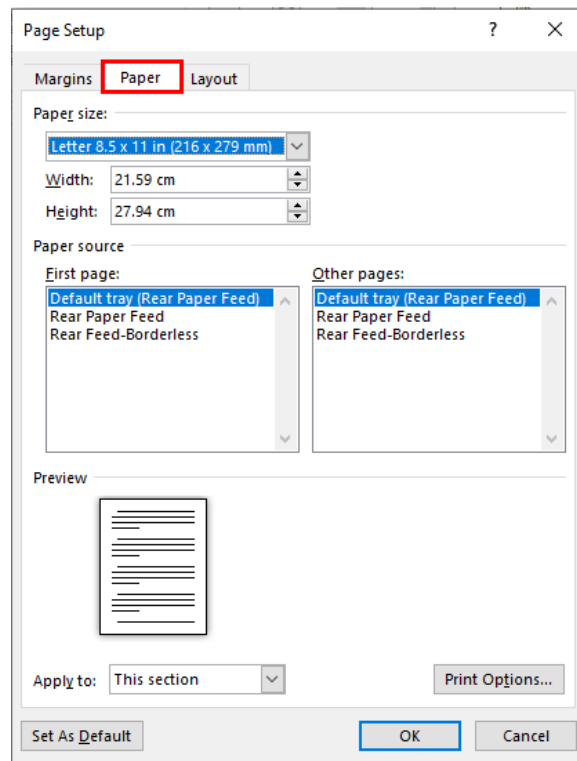 Page Setup ?
Margins Paper Layout
Paper size:
Letter 8.5 x 11 in (216 x 279 mm)
Width: 21.59 cm
Height: 27.94 cm
Paper source
First page:
Default tray (Rear Paper Feed)
Rear Paper Feed
Rear Feed-Borderless
Other pages:
Default tray (Rear Paper Feed)
Rear Paper Feed
Rear Feed-Borderless
Preview
Apply to: This section
Print Options...
Set As Default OK Cancel